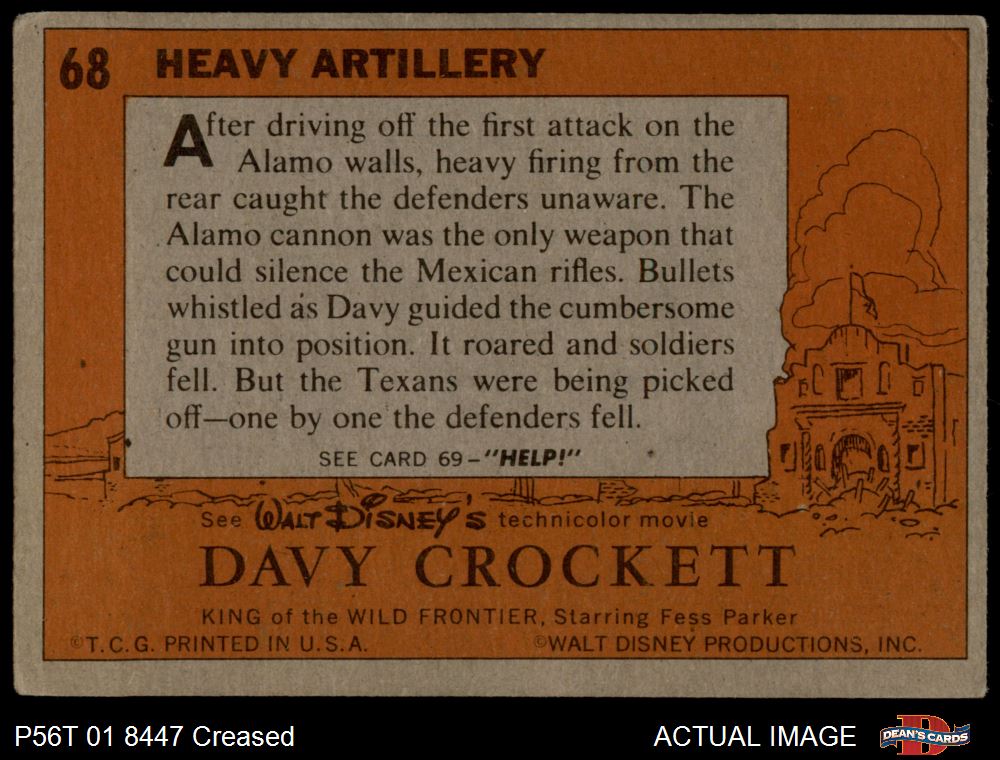 68 HEAVY ARTILLERY
After driving off the first attack on the
Alamo walls, heavy firing from the
rear caught the defenders unaware. The
Alamo cannon was the only weapon that
could silence the Mexican rifles. Bullets
whistled as Davy guided the cumbersome
gun into position. It roared and soldiers
fell. But the Texans were being picked
off—one by one the defenders fell.
SEE CARD 69-"HELP!"
See WALT DISNEY'S technicolor movie
DAVY CROCKETT
KING of the WILD FRONTIER, Starring Fess Parker
©T.C.G. PRINTED IN U.S.A. ©WALT DISNEY PRODUCTIONS, INC.
P56T 01 8447 Creased ACTUAL IMAGE DEAN'S CARDS